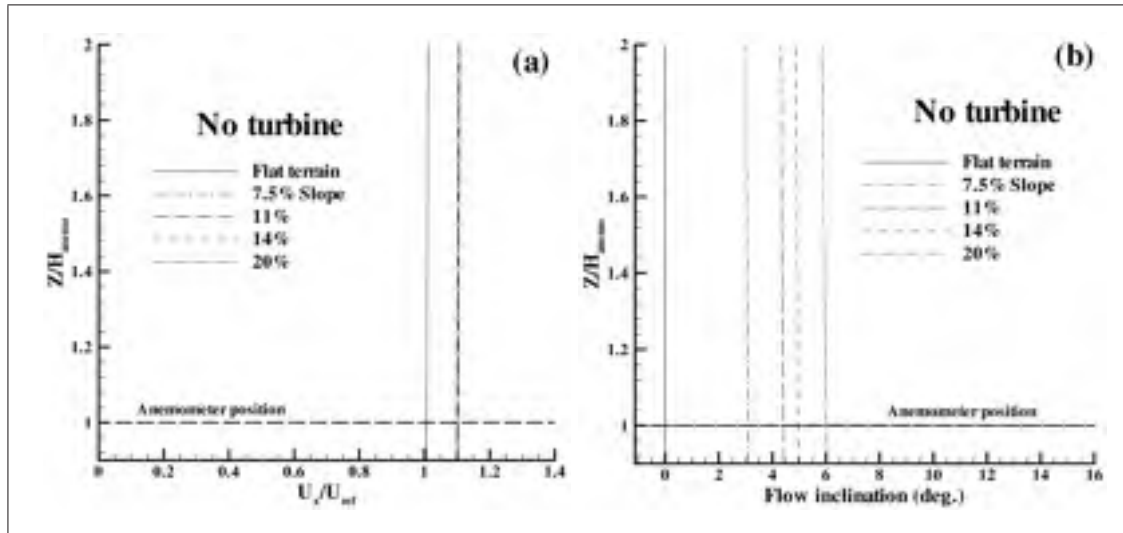 (a)
No turbine
Flat terrain
7.5% Slope
11%
14%
20%
Anemometer position
2
1.8
1.6
1.4
1.2
1
Z/H
0 0.2 0.4 0.6 0.8 1 1.2 1.4
(b)
No turbine
Flat terrain
7.5% Slope
11%
14%
20%
Anemometer position
2
1.8
1.6
1.4
1.2
1
Z/H
0 2 4 6 8 10 12 14 16
Flow inclination (deg.)